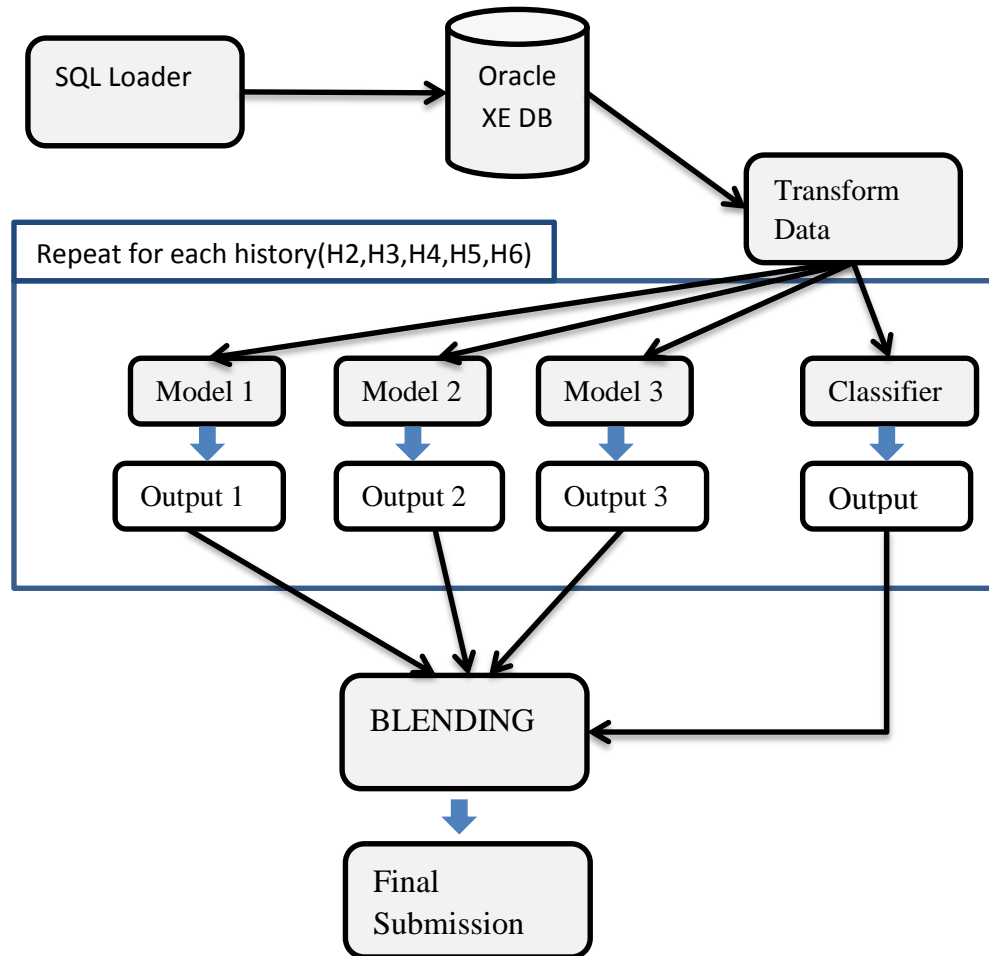 SQL Loader
Oracle
XE DB
Transform
Data
Repeat for each history(H2,H3,H4,H5,H6)
Model 1
Model 2
Model 3
Classifier
Output 1
Output 2
Output 3
Output
BLENDING
Final
Submission